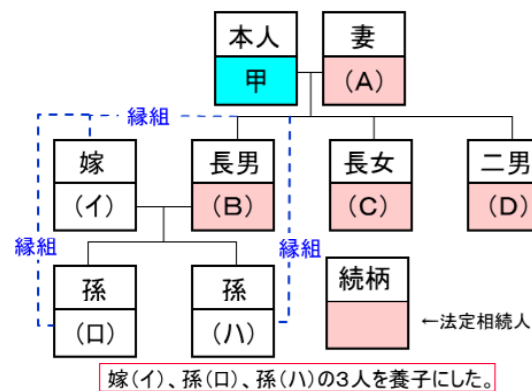 本人
甲
妻
(A)
縁組
嫁
(イ)
長男
(B)
長女
(C)
二男
(D)
縁組
縁組
孫
(ロ)
孫
(ハ)
続柄
←法定相続人
嫁(イ)、孫(ロ)、孫(ハ)の3人を養子にした。